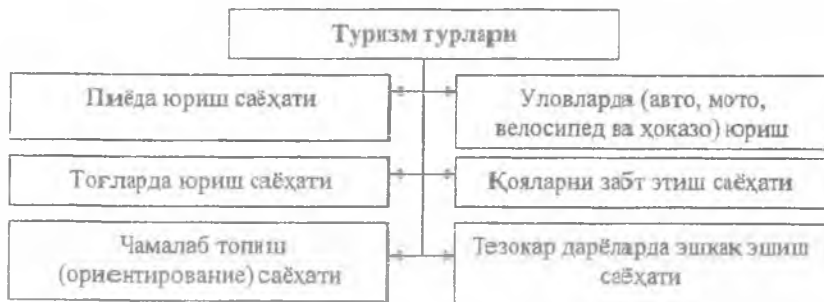 Туризм турлари
Пиёда юриш саёҳати
Уловларда (авто, мото,
велосипед ва ҳоказо) юриш
Тоғларда юриш саёҳати
Қояларни забт этиш саёҳати
Чамалаб топиш
(ориентирование) саёҳати
Тезокар дарёларда эшкак эшиш
саёҳати